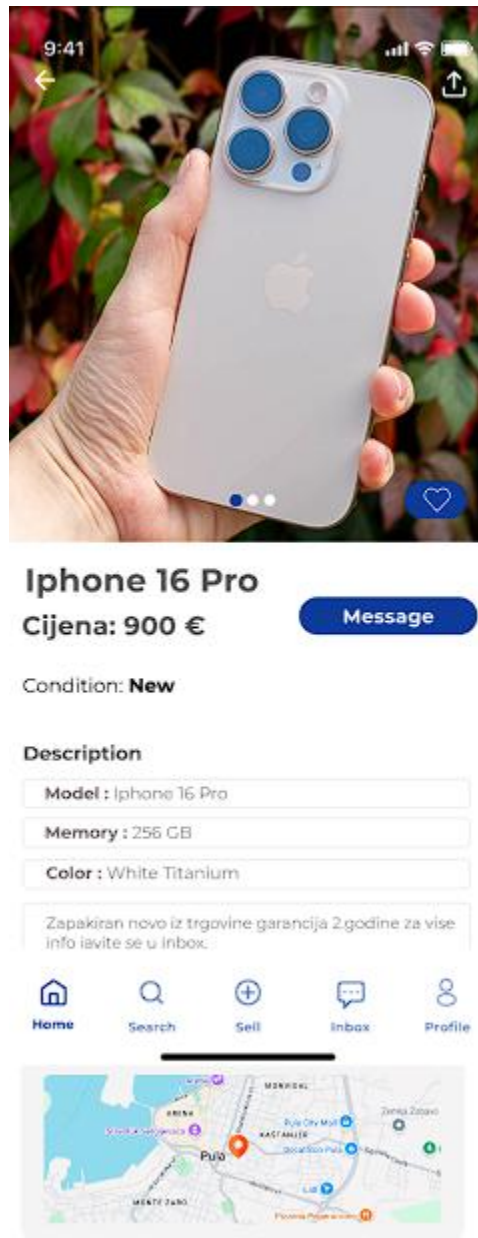 9:41
Iphone 16 Pro
Cijena: 900 €
Message
Condition: New
Description
Model : Iphone 16 Pro
Memory : 256 GB
Color : White Titanium
Zapakiran novo iz trgovine garancija 2.godine za vise
info javite se u inbox.
Home
Search
Sell
Inbox
Profile
MONVIDAL
ARENA
Pula City Mall
KASTANJER
Decathlon Pula
Pula
Lidl
MONTE ZARO